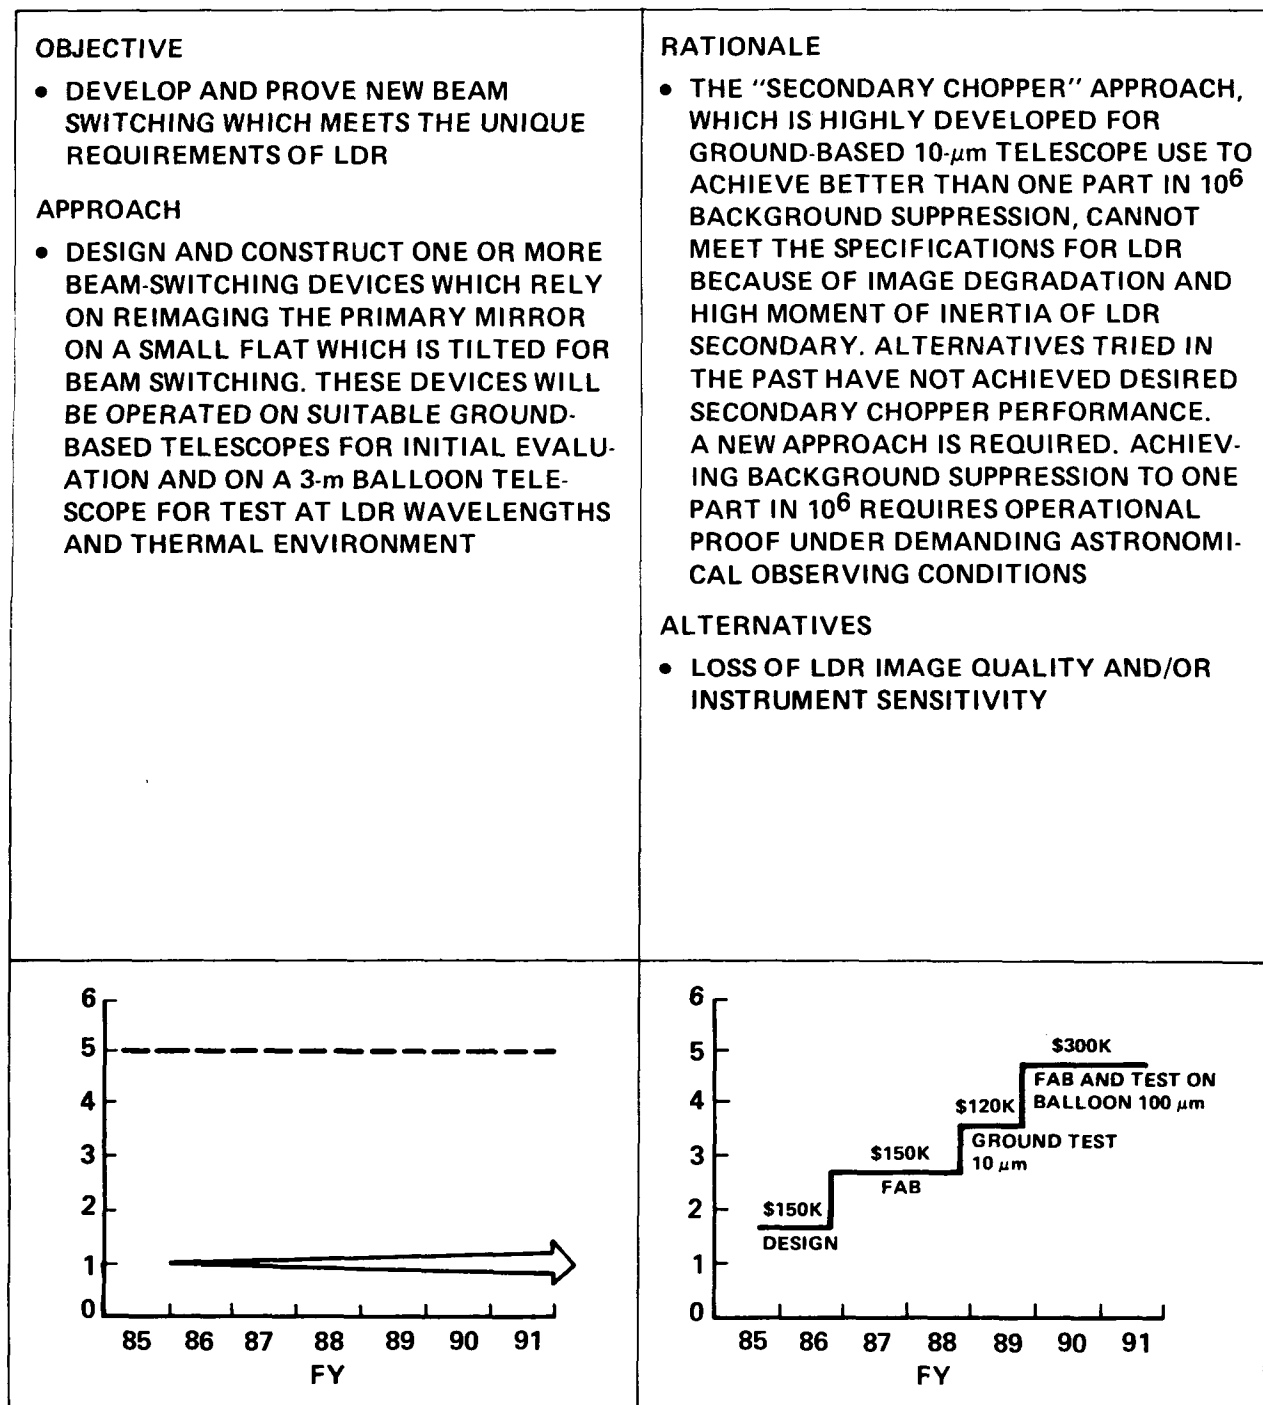 OBJECTIVE
• DEVELOP AND PROVE NEW BEAM
SWITCHING WHICH MEETS THE UNIQUE
REQUIREMENTS OF LDR
APPROACH
• DESIGN AND CONSTRUCT ONE OR MORE
BEAM-SWITCHING DEVICES WHICH RELY
ON REIMAGING THE PRIMARY MIRROR
ON A SMALL FLAT WHICH IS TILTED FOR
BEAM SWITCHING. THESE DEVICES WILL
BE OPERATED ON SUITABLE GROUND-
BASED TELESCOPES FOR INITIAL EVALU-
ATION AND ON A 3-m BALLOON TELE-
SCOPE FOR TEST AT LDR WAVELENGTHS
AND THERMAL ENVIRONMENT
RATIONALE
• THE "SECONDARY CHOPPER" APPROACH,
WHICH IS HIGHLY DEVELOPED FOR
GROUND-BASED 10-μm TELESCOPE USE TO
ACHIEVE BETTER THAN ONE PART IN 10⁶
BACKGROUND SUPPRESSION, CANNOT
MEET THE SPECIFICATIONS FOR LDR
BECAUSE OF IMAGE DEGRADATION AND
HIGH MOMENT OF INERTIA OF LDR
SECONDARY. ALTERNATIVES TRIED IN
THE PAST HAVE NOT ACHIEVED DESIRED
SECONDARY CHOPPER PERFORMANCE.
A NEW APPROACH IS REQUIRED. ACHIEV-
ING BACKGROUND SUPPRESSION TO ONE
PART IN 10⁶ REQUIRES OPERATIONAL
PROOF UNDER DEMANDING ASTRONOMI-
CAL OBSERVING CONDITIONS
ALTERNATIVES
• LOSS OF LDR IMAGE QUALITY AND/OR
INSTRUMENT SENSITIVITY
6
5
4
3
2
1
0
85 86 87 88 89 90 91
FY
6
5
4
3
2
1
0
$300K
FAB AND TEST ON
BALLOON 100 μm
$120K
GROUND TEST
10 μm
$150K
FAB
$150K
DESIGN
85 86 87 88 89 90 91
FY